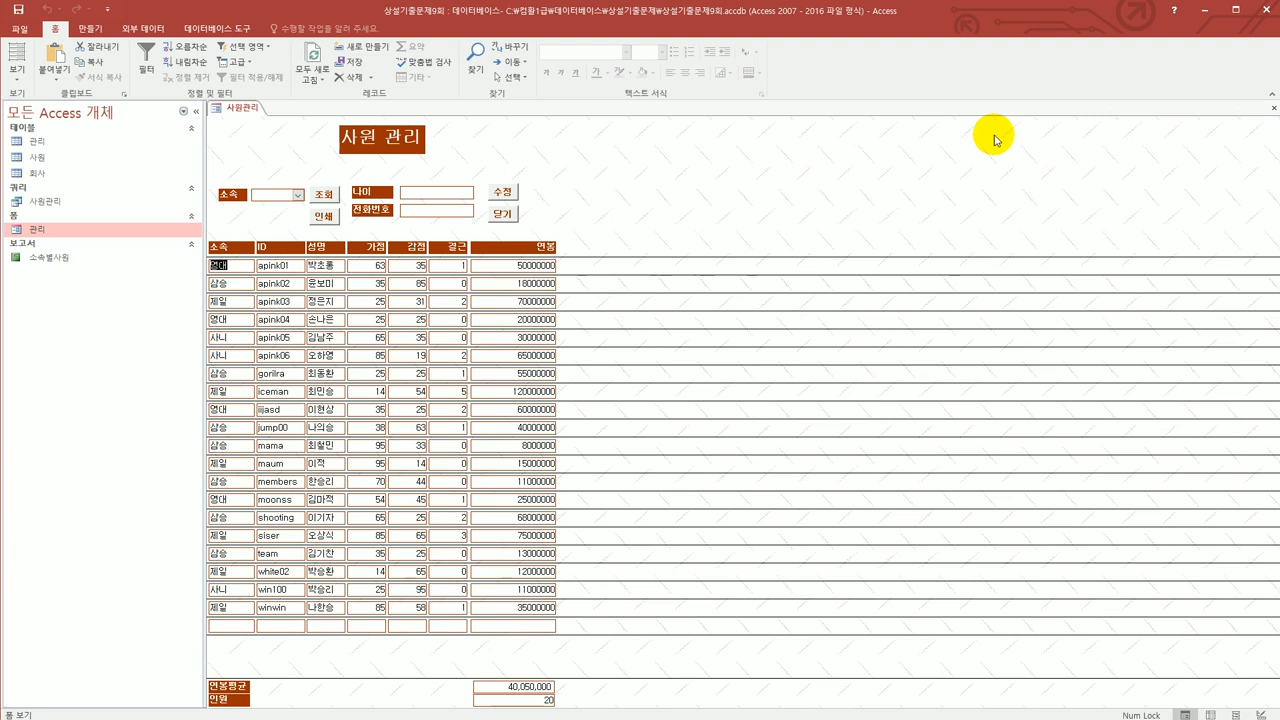 상설기출문제9회 : 데이터베이스- C:₩컴활1급₩데이터베이스₩상설기출문제₩상설기출문제9회.accdb (Access 2007 - 2016 파일 형식) - Access
파일 홈 만들기 외부 데이터 데이터베이스 도구 수행할 작업을 알려 주세요.
보기 붙여넣기 잘라내기 복사 서식 복사
필터 오름차순 내림차순 정렬 제거 선택 영역 고급 필터 적용/해제
모두 새로 고침 새로 만들기 저장 삭제 요약 맞춤법 검사 기타
찾기 바꾸기 이동 선택
보기 클립보드 정렬 및 필터 레코드 찾기 텍스트 서식
모든 Access 개체
테이블
관리
사원
회사
쿼리
사원관리
폼
관리
보고서
소속별사원
사원관리
사원 관리
소속 조회 나이 수정
인쇄 전화번호 닫기
소속 ID 성명 가점 감점 결근 연봉
영대 apink01 박초롱 63 35 1 50000000
삼승 apink02 윤보미 35 85 0 18000000
제일 apink03 정은지 25 31 2 70000000
영대 apink04 손나은 25 25 0 20000000
사니 apink05 김남주 65 35 0 30000000
사니 apink06 오하영 85 19 2 65000000
삼승 gorilra 최동환 25 25 1 55000000
제일 iceman 최민승 14 54 5 120000000
영대 iijasd 이현상 35 25 2 60000000
삼승 jump00 나의승 38 63 1 40000000
삼승 mama 최철민 95 33 0 8000000
제일 maum 이적 95 14 0 15000000
삼승 members 한승리 70 44 0 11000000
영대 moonss 김마적 54 45 1 25000000
삼승 shooting 이기자 65 25 2 68000000
제일 siser 오상식 85 65 3 75000000
삼승 team 김기찬 35 25 0 13000000
제일 white02 박승환 14 65 0 12000000
사니 win100 박승리 25 95 0 11000000
제일 winwin 나한승 85 58 1 35000000
연봉평균 40,050,000
인원 20
폼 보기 Num Lock